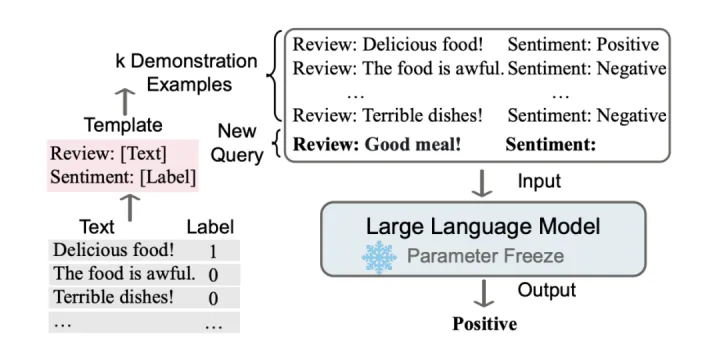 k Demonstration
Examples
Review: Delicious food! Sentiment: Positive
Review: The food is awful. Sentiment: Negative
... ...
Review: Terrible dishes! Sentiment: Negative
New
Query
Review: Good meal! Sentiment:
Template
Review: [Text]
Sentiment: [Label]
Text Label
Delicious food! 1
The food is awful. 0
Terrible dishes! 0
... ...
Input
Large Language Model
Parameter Freeze
Output
Positive